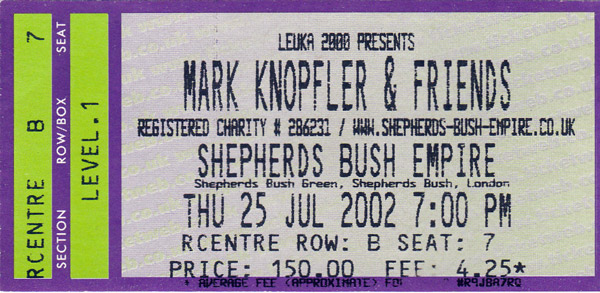 7
SEAT
B
ROW/BOX
RCENTRE
SECTION
LEVEL.1
LEUKA 2000 PRESENTS
MARK KNOPFLER & FRIENDS
REGISTERED CHARITY # 286231 / WWW.SHEPHERDS-BUSH-EMPIRE.CO.UK
SHEPHERDS BUSH EMPIRE
Shepherds Bush Green, Shepherds Bush, London
THU 25 JUL 2002 7:00 PM
RCENTRE ROW: B SEAT: 7
PRICE: 150.00 FEE: 4.25*
* AVERAGE FEE (APPROXIMATE)